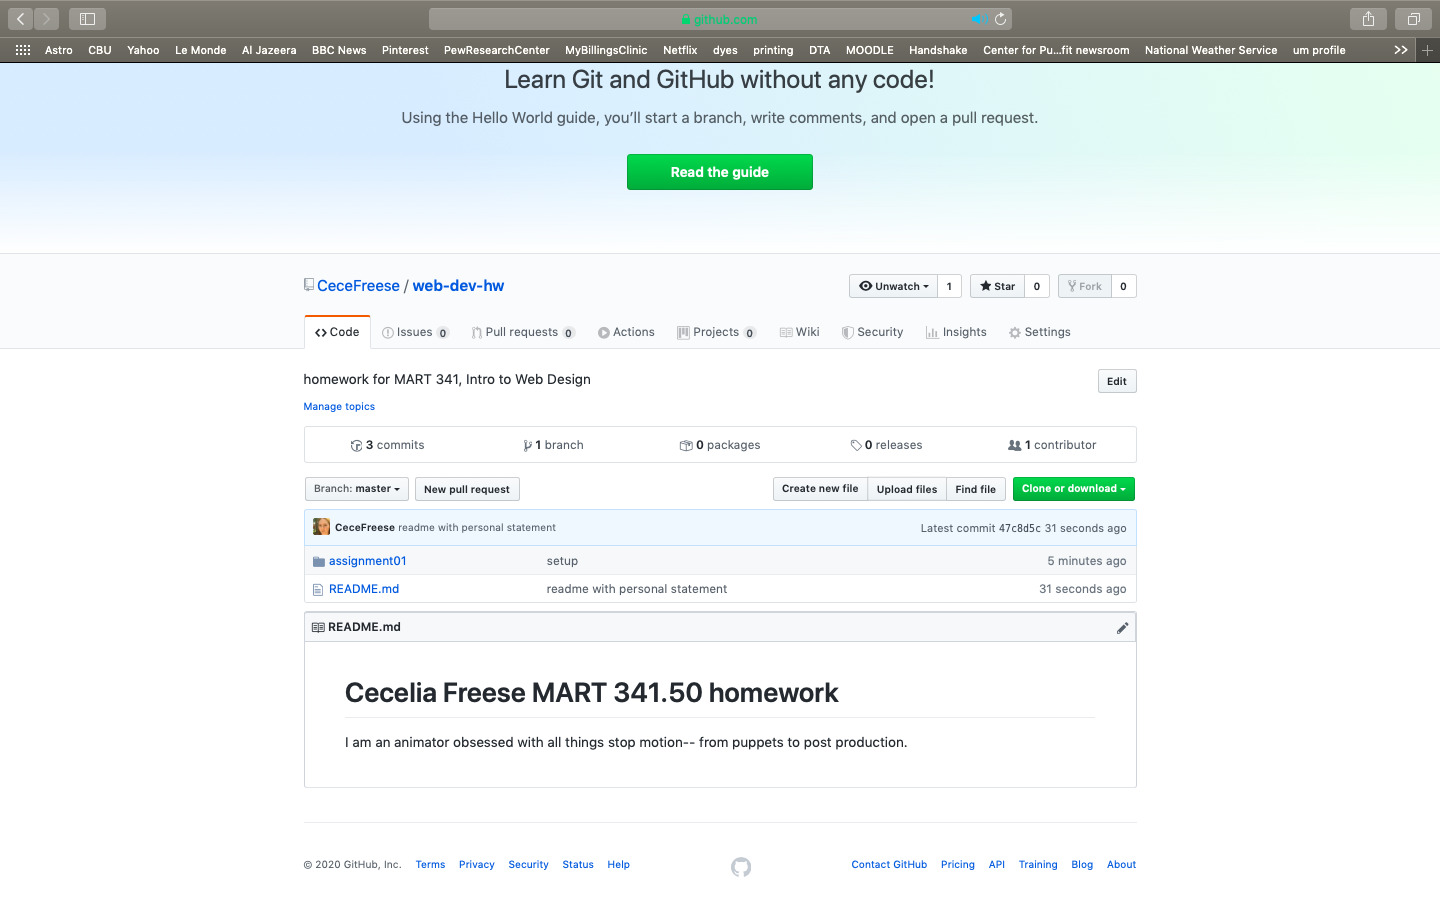 github.com
Astro CBU Yahoo Le Monde Al Jazeera BBC News Pinterest PewResearchCenter MyBillingsClinic Netflix dyes printing DTA MOODLE Handshake Center for Pu...fit newsroom National Weather Service um profile >> +
Learn Git and GitHub without any code!
Using the Hello World guide, you’ll start a branch, write comments, and open a pull request.
Read the guide
CeceFreese / web-dev-hw Unwatch 1 Star 0 Fork 0
<> Code Issues 0 Pull requests 0 Actions Projects 0 Wiki Security Insights Settings
homework for MART 341, Intro to Web Design Edit
Manage topics
3 commits 1 branch 0 packages 0 releases 1 contributor
Branch: master New pull request Create new file Upload files Find file Clone or download
CeceFreese readme with personal statement Latest commit 47c8d5c 31 seconds ago
assignment01 setup 5 minutes ago
README.md readme with personal statement 31 seconds ago
README.md
Cecelia Freese MART 341.50 homework
I am an animator obsessed with all things stop motion-- from puppets to post production.
© 2020 GitHub, Inc. Terms Privacy Security Status Help Contact GitHub Pricing API Training Blog About